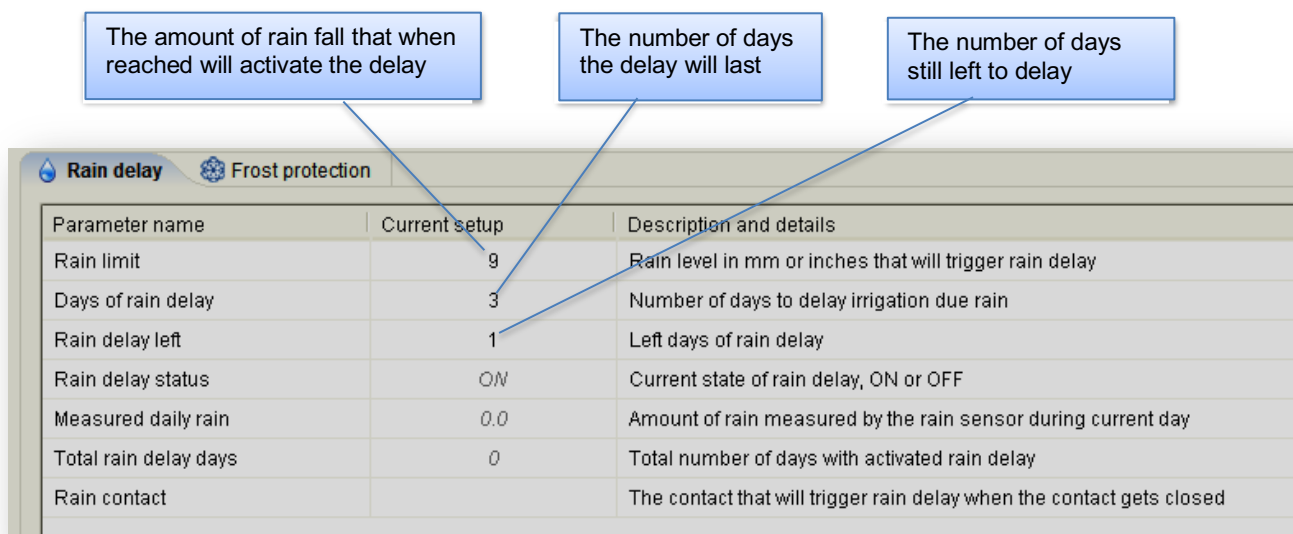 The amount of rain fall that when
reached will activate the delay
The number of days
the delay will last
The number of days
still left to delay
Rain delay Frost protection
Parameter name Current setup Description and details
Rain limit 9 Rain level in mm or inches that will trigger rain delay
Days of rain delay 3 Number of days to delay irrigation due rain
Rain delay left 1 Left days of rain delay
Rain delay status ON Current state of rain delay, ON or OFF
Measured daily rain 0.0 Amount of rain measured by the rain sensor during current day
Total rain delay days 0 Total number of days with activated rain delay
Rain contact The contact that will trigger rain delay when the contact gets closed